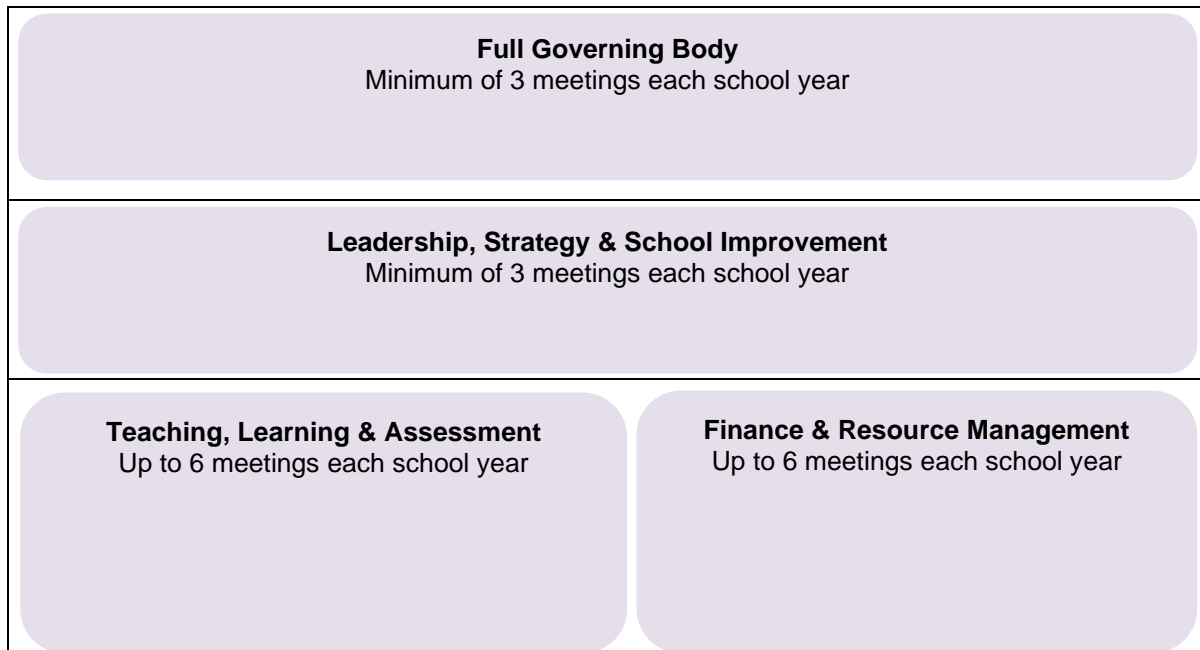 Full Governing Body
Minimum of 3 meetings each school year
Leadership, Strategy & School Improvement
Minimum of 3 meetings each school year
Teaching, Learning & Assessment
Up to 6 meetings each school year
Finance & Resource Management
Up to 6 meetings each school year